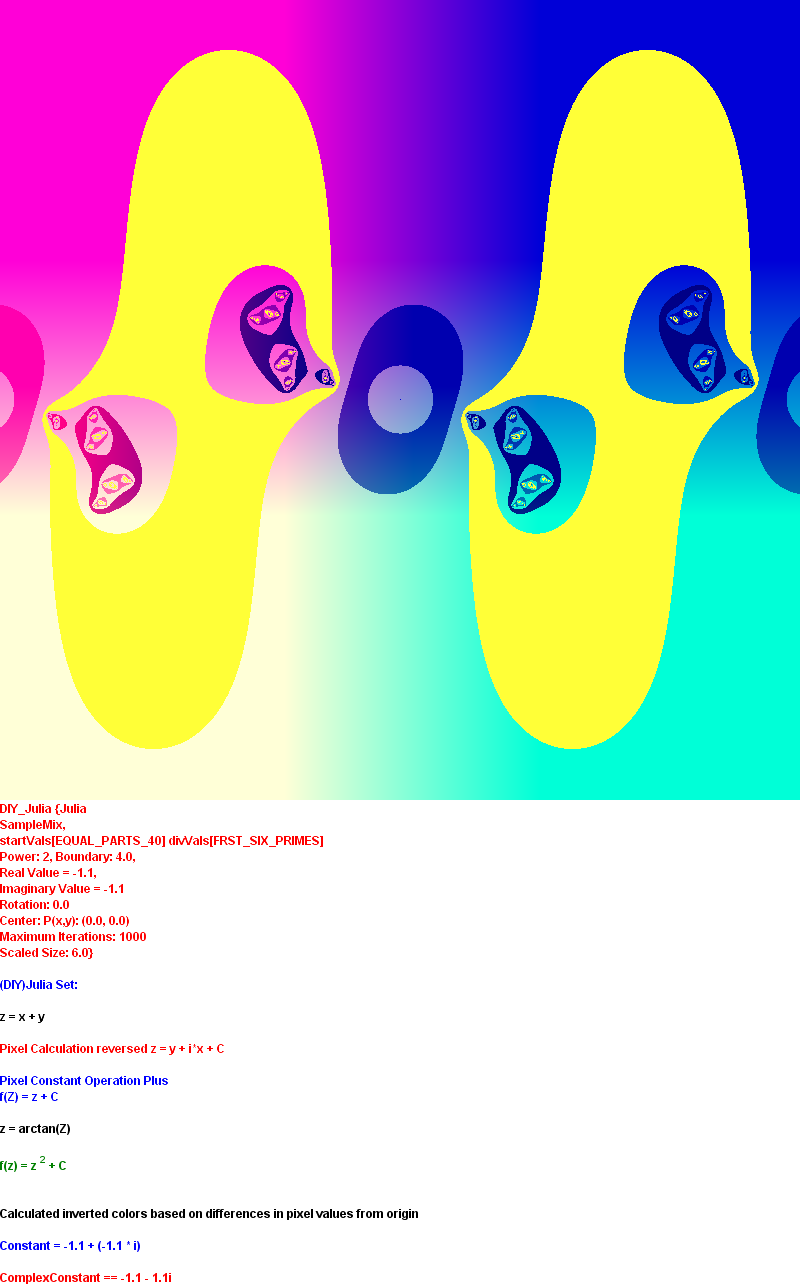 DIY_Julia {Julia
SampleMix,
startVals[EQUAL_PARTS_40] divVals[FRST_SIX_PRIMES]
Power: 2, Boundary: 4.0,
Real Value = -1.1,
Imaginary Value = -1.1
Rotation: 0.0
Center: P(x,y): (0.0, 0.0)
Maximum Iterations: 1000
Scaled Size: 6.0}
(DIY)Julia Set:
z = x + y
Pixel Calculation reversed z = y + i*x + C
Pixel Constant Operation Plus
f(Z) = z + C
z = arctan(Z)
f(z) = z 2 + C
Calculated inverted colors based on differences in pixel values from origin
Constant = -1.1 + (-1.1 * i)
ComplexConstant == -1.1 - 1.1i